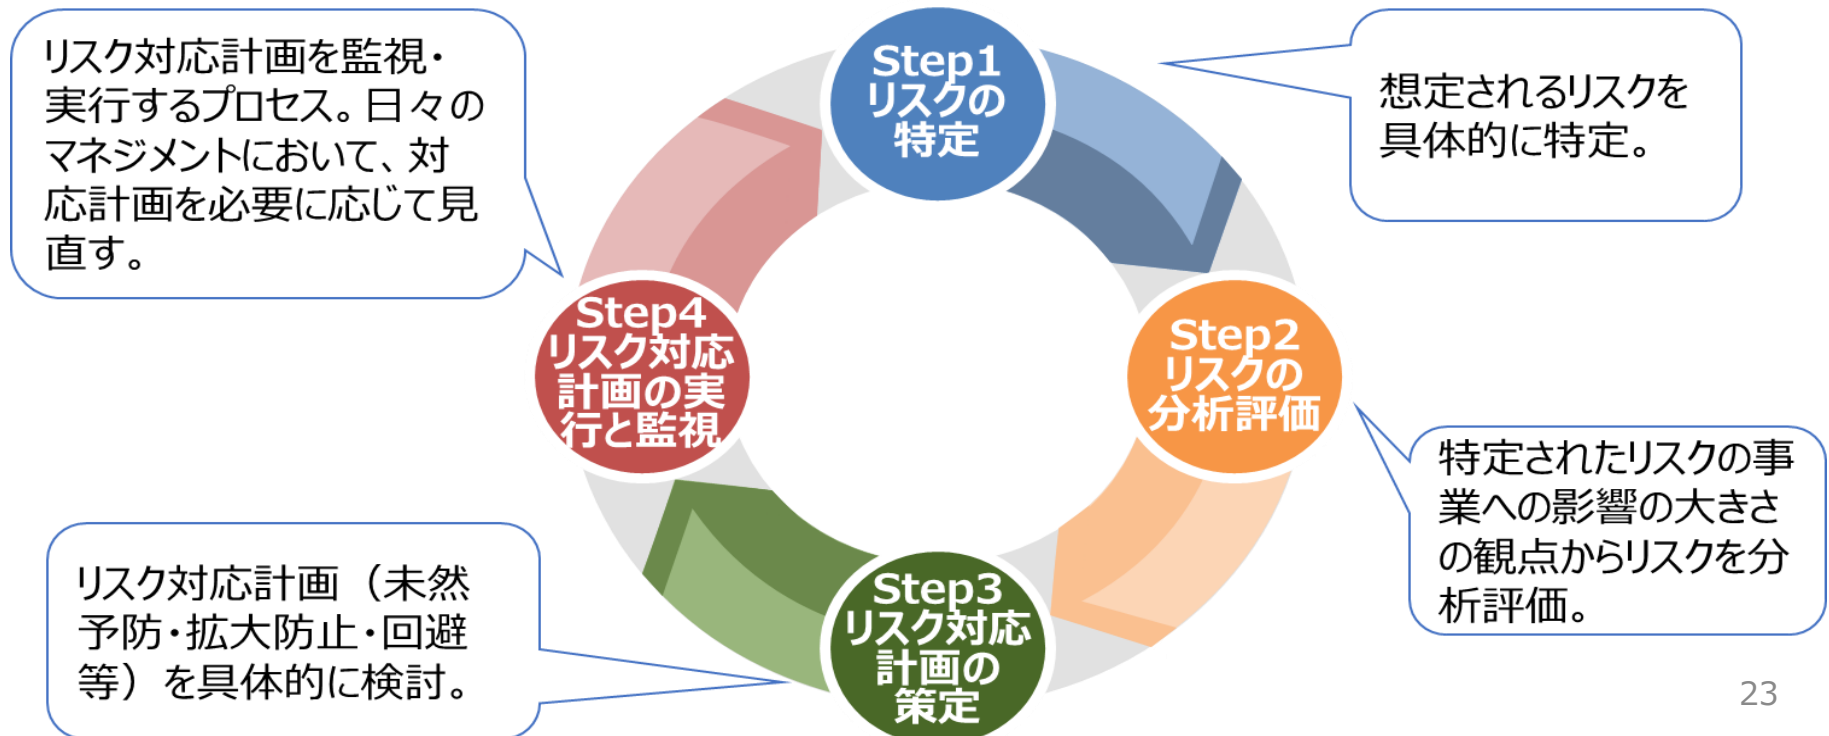 リスク対応計画を監視・
実行するプロセス。日々の
マネジメントにおいて、対
応計画を必要に応じて見
直す。
Step1
リスクの
特定
想定されるリスクを
具体的に特定。
Step4
リスク対応
計画の実
行と監視
Step2
リスクの
分析評価
特定されたリスクの事
業への影響の大きさ
の観点からリスクを分
析評価。
リスク対応計画（未然
予防・拡大防止・回避
等）を具体的に検討。
Step3
リスク対応
計画の
策定
23